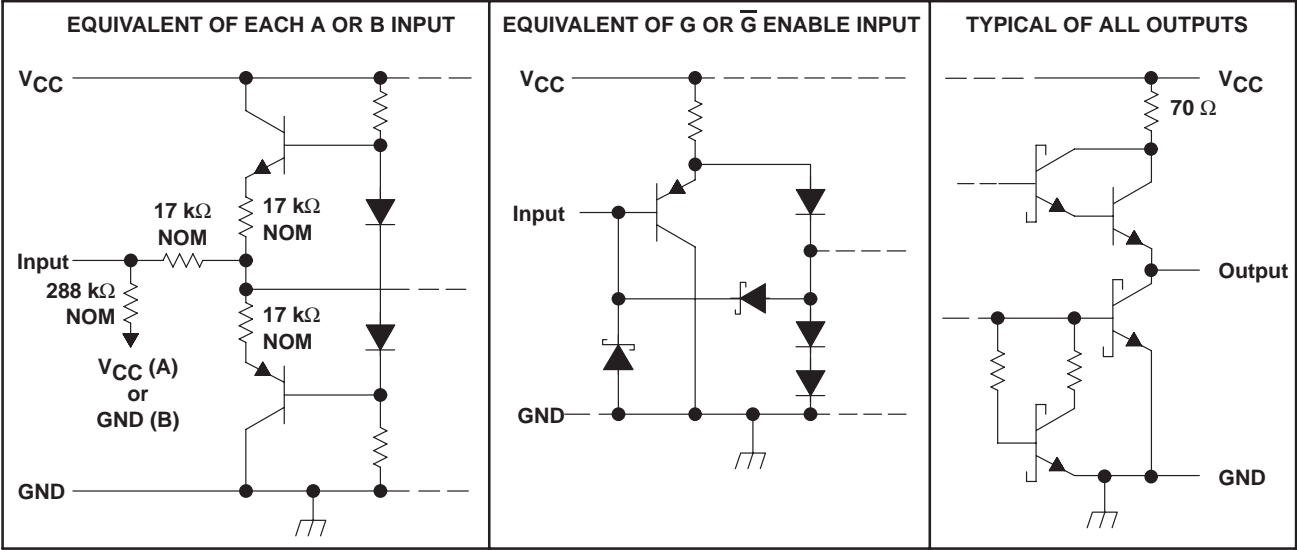 EQUIVALENT OF EACH A OR B INPUT
VCC
17 kΩ
NOM
17 kΩ
NOM
Input
288 kΩ
NOM
17 kΩ
NOM
VCC (A)
or
GND (B)
GND
EQUIVALENT OF G OR G̅ ENABLE INPUT
VCC
Input
GND
TYPICAL OF ALL OUTPUTS
VCC
70 Ω
Output
GND